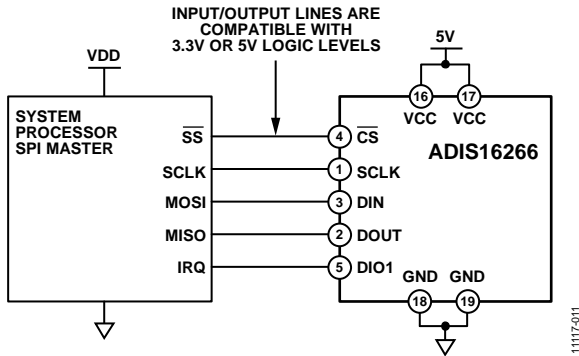 INPUT/OUTPUT LINES ARE
COMPATIBLE WITH
3.3V OR 5V LOGIC LEVELS
VDD
5V
SYSTEM
PROCESSOR
SPI MASTER
16
17
VCC
VCC
SS
4
CS
ADIS16266
SCLK
1
SCLK
MOSI
3
DIN
MISO
2
DOUT
IRQ
5
DIO1
GND
GND
18
19
11117-011